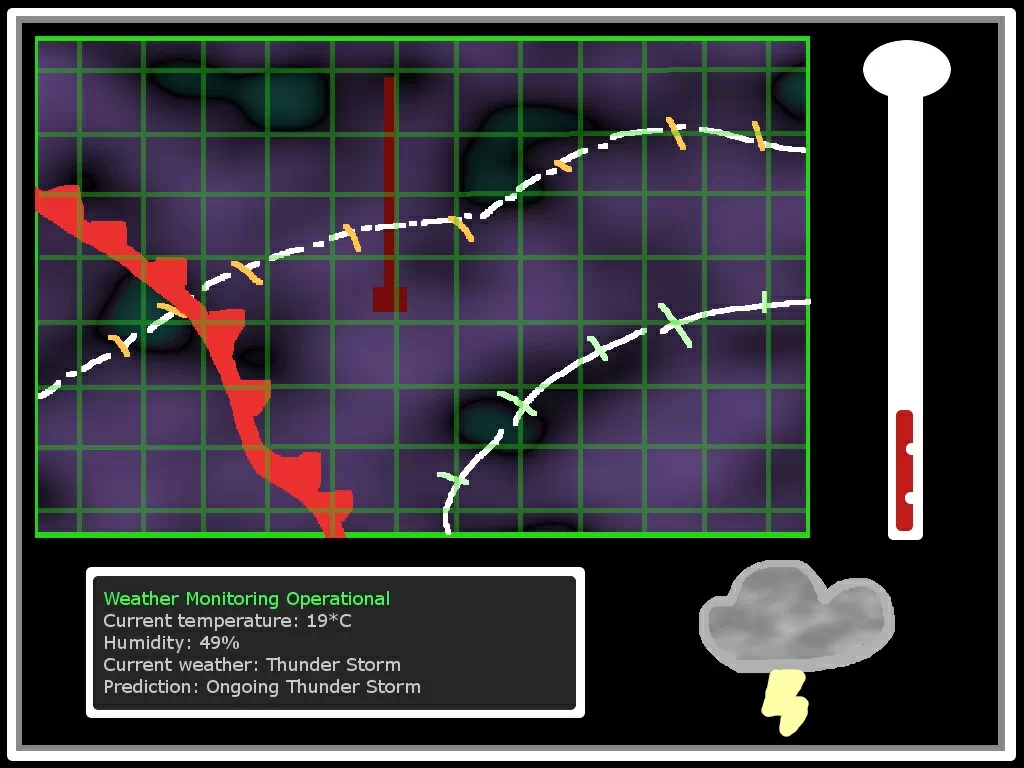 Weather Monitoring Operational
Current temperature: 19*C
Humidity: 49%
Current weather: Thunder Storm
Prediction: Ongoing Thunder Storm